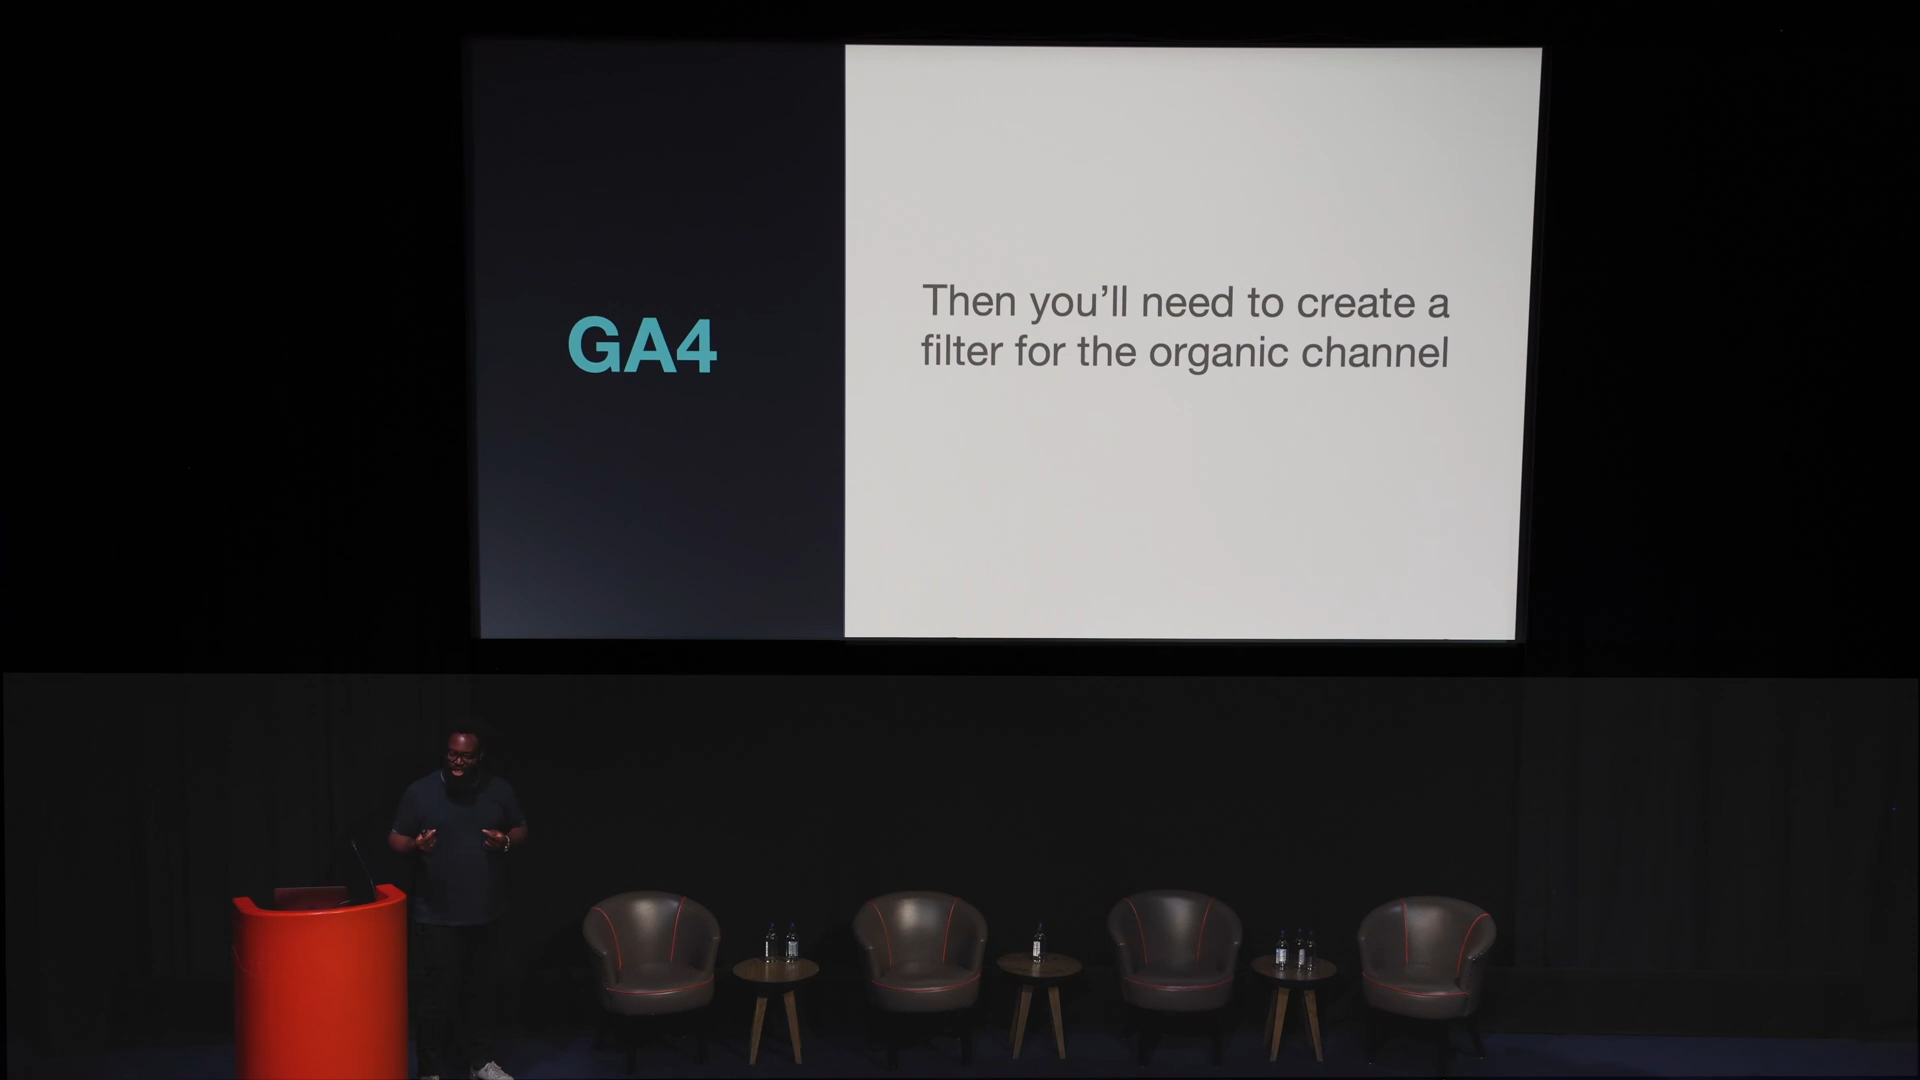 GA4
Then you’ll need to create a
filter for the organic channel